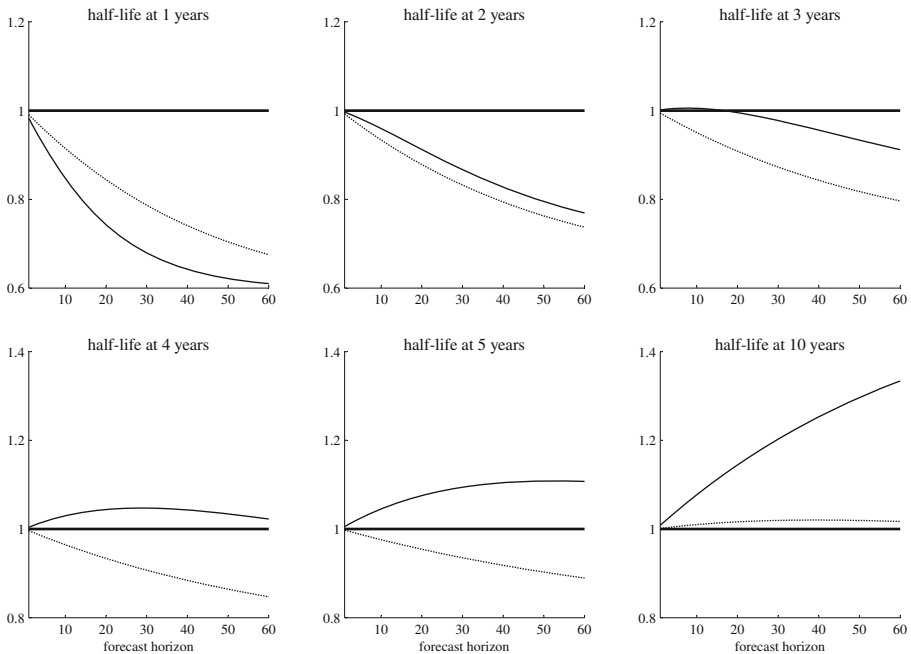 half-life at 1 years
1.2
1
0.8
0.6
10 20 30 40 50 60
half-life at 2 years
1.2
1
0.8
0.6
10 20 30 40 50 60
half-life at 3 years
1.2
1
0.8
0.6
10 20 30 40 50 60
half-life at 4 years
1.4
1.2
1
0.8
10 20 30 40 50 60
forecast horizon
half-life at 5 years
1.4
1.2
1
0.8
10 20 30 40 50 60
forecast horizon
half-life at 10 years
1.4
1.2
1
0.8
10 20 30 40 50 60
forecast horizon